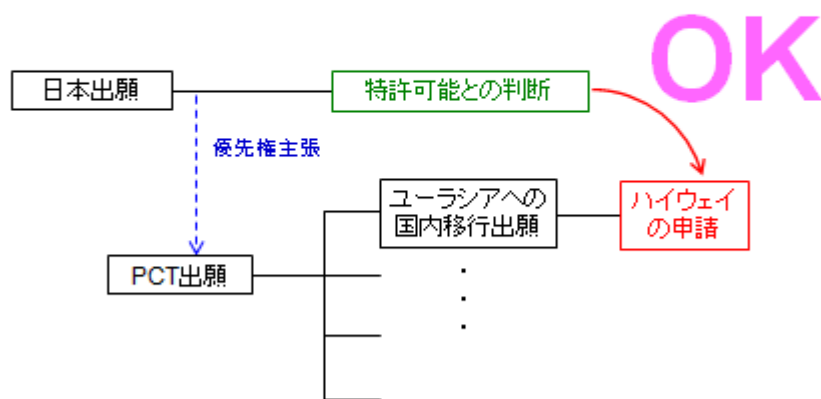 OK
日本出願
特許可能との判断
優先権主張
ユーラシアへの
国内移行出願
ハイウェイ
の申請
PCT出願